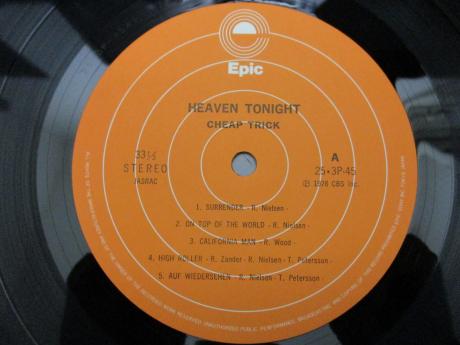 Epic
HEAVEN TONIGHT
CHEAP TRICK
33⅓
STEREO
JASRAC
A
25・3P-45
Ⓟ 1978 CBS Inc.
1. SURRENDER - R. Nielsen -
2. ON TOP OF THE WORLD - R. Nielsen -
3. CALIFORNIA MAN - R. Wood -
4. HIGH ROLLER - R. Zander - R. Nielsen - T. Petersson -
5. AUF WIEDERSEHEN - R. Nielsen - T. Petersson -